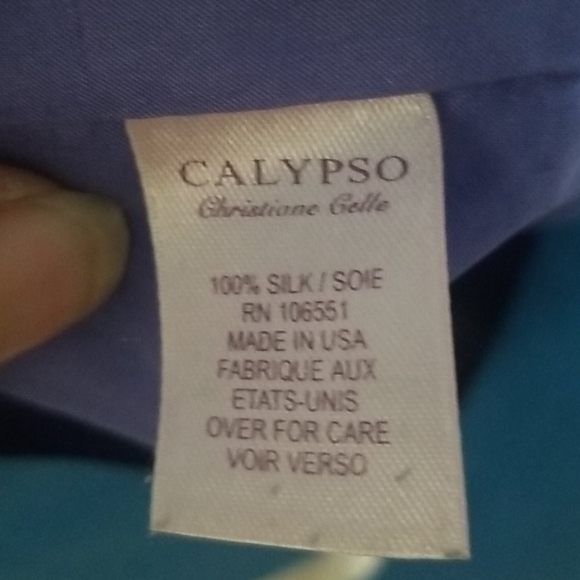 CALYPSO
Christiane Celle
100% SILK / SOIE
RN 106551
MADE IN USA
FABRIQUE AUX
ETATS-UNIS
OVER FOR CARE
VOIR VERSO